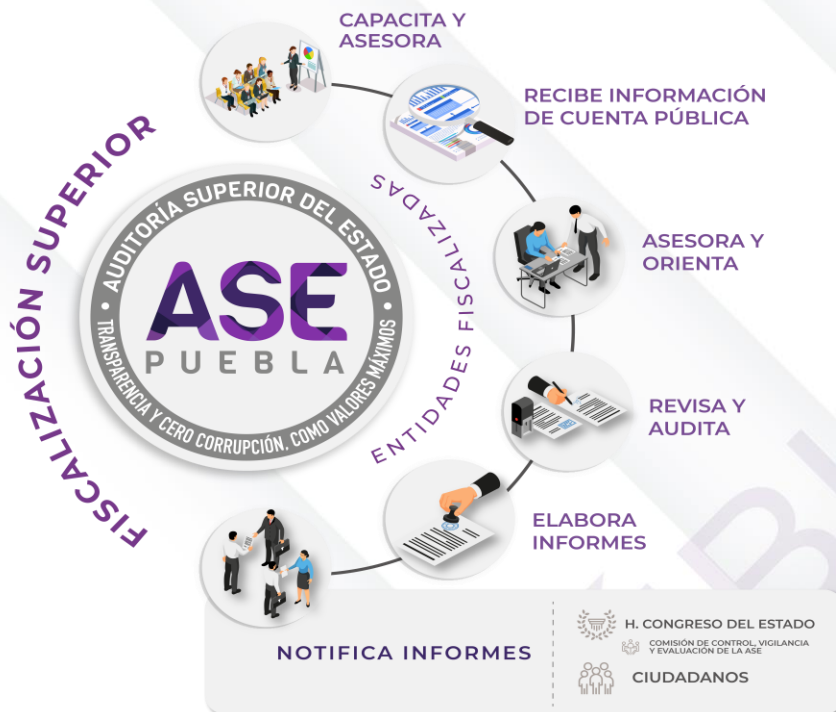 CAPACITA Y
ASESORA
RECIBE INFORMACIÓN
DE CUENTA PÚBLICA
FISCALIZACIÓN SUPERIOR
AUDITORÍA SUPERIOR DEL ESTADO
ASE
PUEBLA
TRANSPARENCIA Y CERO CORRUPCIÓN, COMO VALORES MÁXIMOS
ENTIDADES FISCALIZADAS
ASESORA Y
ORIENTA
REVISA Y
AUDITA
ELABORA
INFORMES
NOTIFICA INFORMES
H. CONGRESO DEL ESTADO
COMISIÓN DE CONTROL, VIGILANCIA
Y EVALUACIÓN DE LA ASE
CIUDADANOS